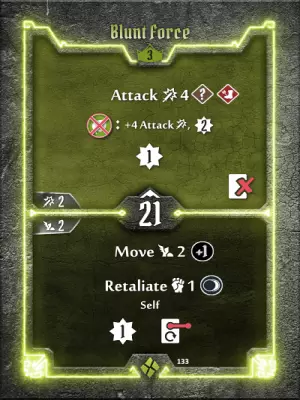 Blunt Force
3
Attack 4 ?
: +4 Attack , 2
1
2
21
2
Move 2 +1
Retaliate 1
Self
1
133